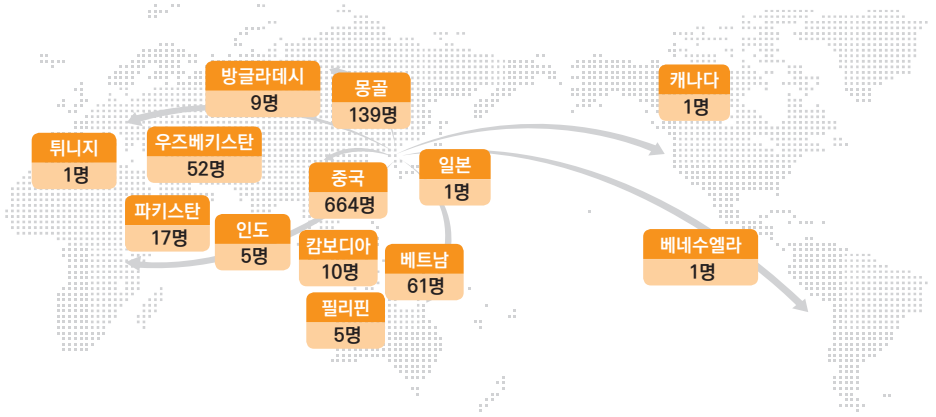 방글라데시
9명
몽골
139명
캐나다
1명
튀니지
1명
우즈베키스탄
52명
중국
664명
일본
1명
파키스탄
17명
인도
5명
캄보디아
10명
베트남
61명
베네수엘라
1명
필리핀
5명